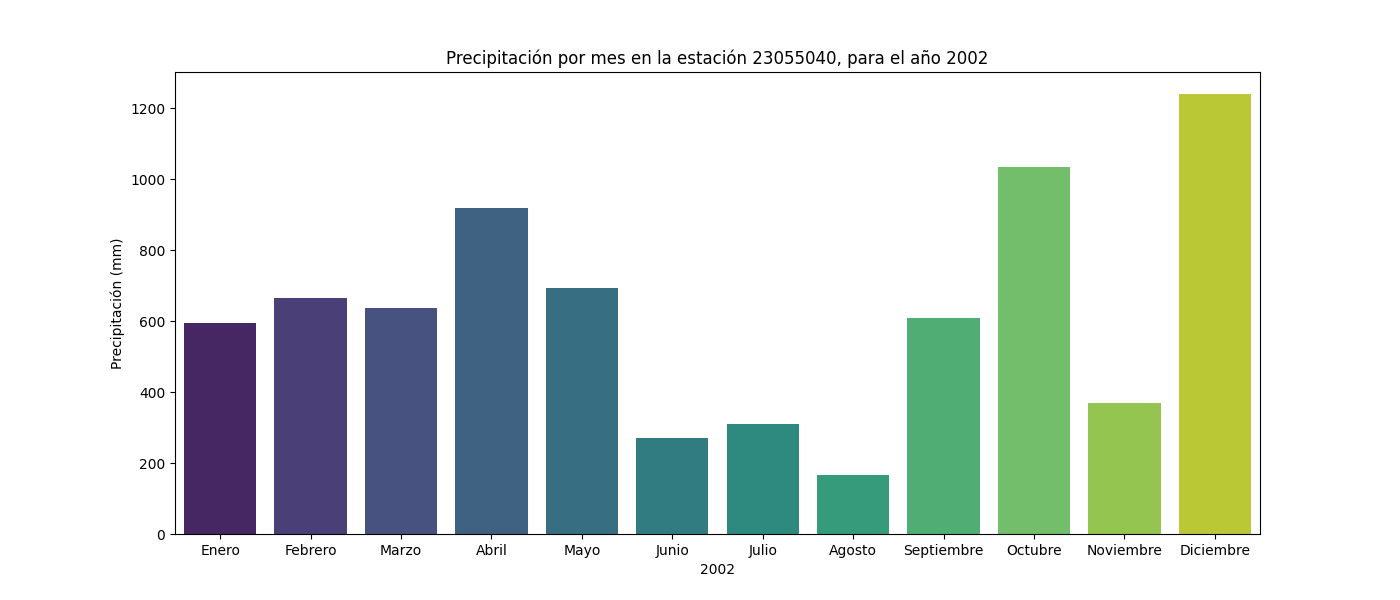 Precipitación por mes en la estación 23055040, para el año 2002
Precipitación (mm)
1200
1000
800
600
400
200
0
Enero Febrero Marzo Abril Mayo Junio Julio Agosto Septiembre Octubre Noviembre Diciembre
2002